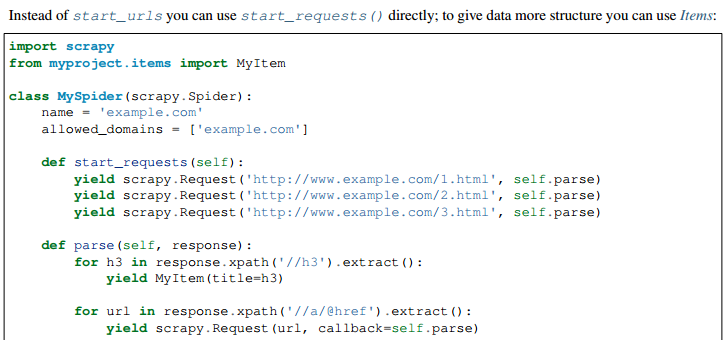 Instead of start_urls you can use start_requests() directly; to give data more structure you can use Items:
import scrapy
from myproject.items import MyItem

class MySpider(scrapy.Spider):
    name = 'example.com'
    allowed_domains = ['example.com']

    def start_requests(self):
        yield scrapy.Request('http://www.example.com/1.html', self.parse)
        yield scrapy.Request('http://www.example.com/2.html', self.parse)
        yield scrapy.Request('http://www.example.com/3.html', self.parse)

    def parse(self, response):
        for h3 in response.xpath('//h3').extract():
            yield MyItem(title=h3)

        for url in response.xpath('//a/@href').extract():
            yield scrapy.Request(url, callback=self.parse)